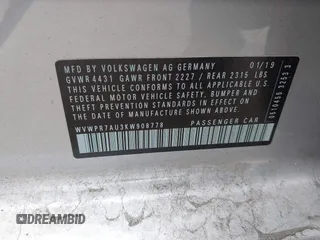 MFD BY VOLKSWAGEN AG GERMANY 01/19
GVWR 4431 GAWR FRONT 2227 / REAR 2315 LBS
THIS VEHICLE CONFORMS TO ALL APPLICABLE U.S.
FEDERAL MOTOR VEHICLE SAFETY, BUMPER, AND
THEFT PREVENTION STANDARDS IN EFFECT ON
THE DATE OF MANUFACTURE SHOWN ABOVE
WVWPR7AU3KW908778 PASSENGER CAR
DREAMBID